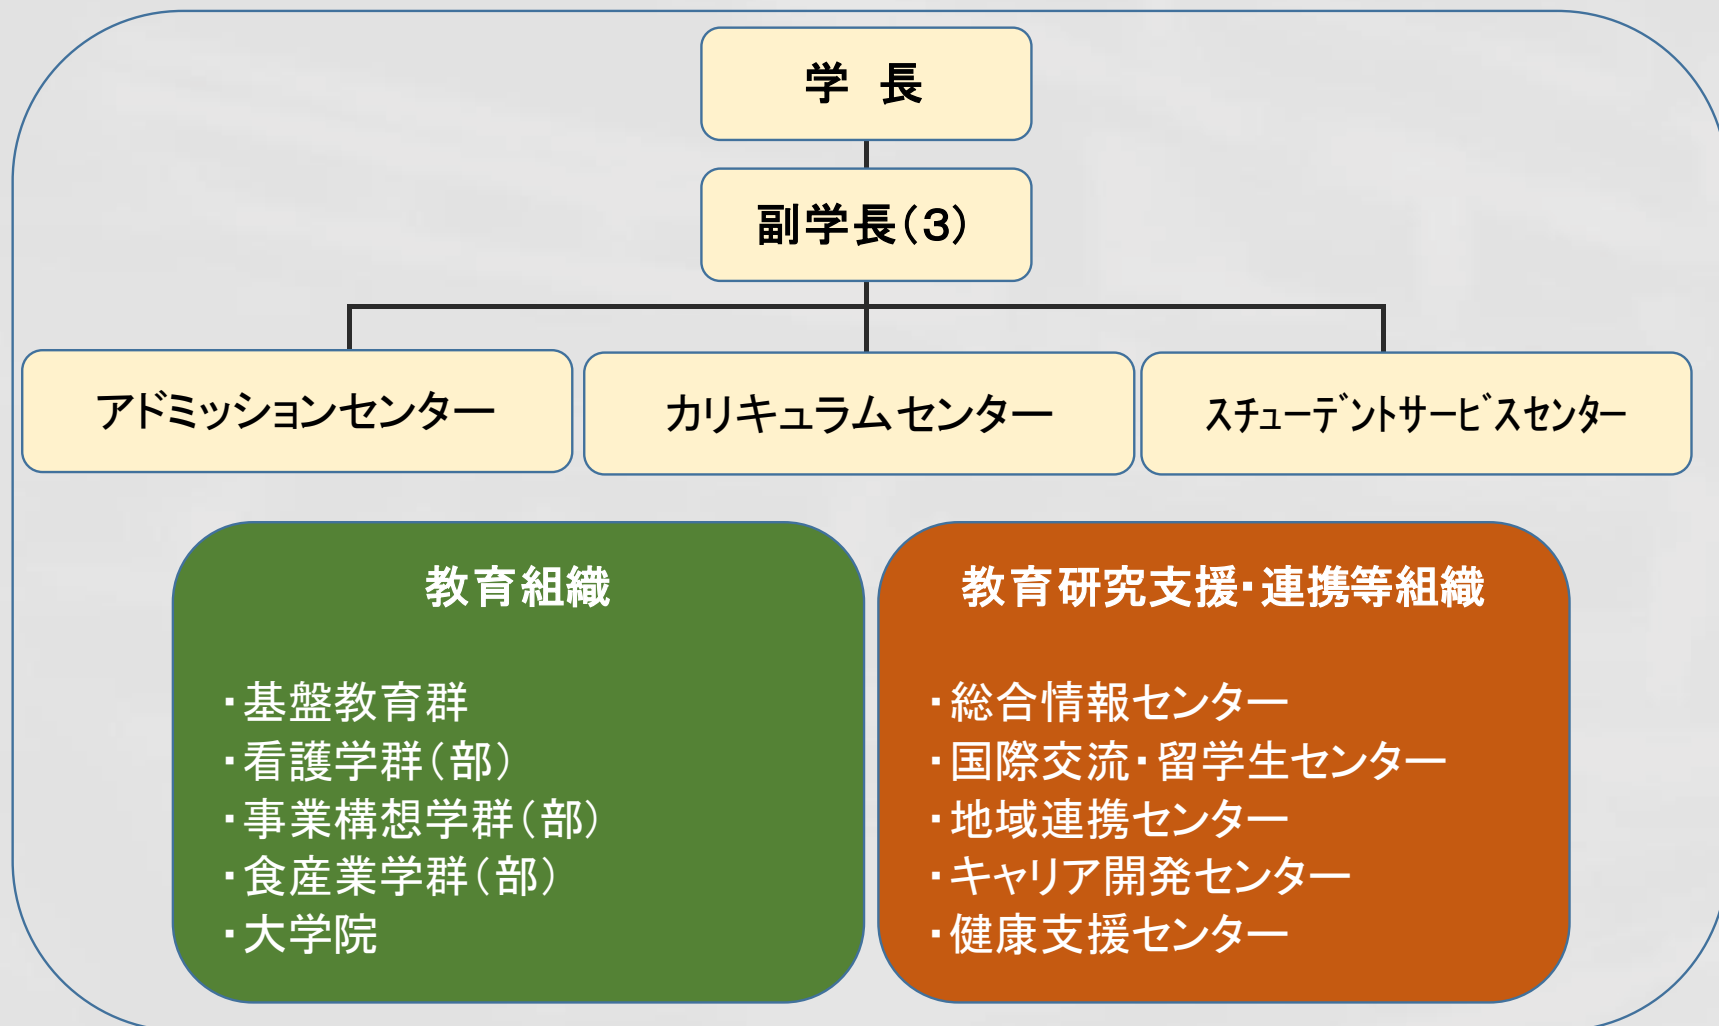 学　長
副学長（3）
アドミッションセンター
カリキュラムセンター
スチューデントサービスセンター
教育組織
・基盤教育群
・看護学群（部）
・事業構想学群（部）
・食産業学群（部）
・大学院
教育研究支援・連携等組織
・総合情報センター
・国際交流・留学生センター
・地域連携センター
・キャリア開発センター
・健康支援センター